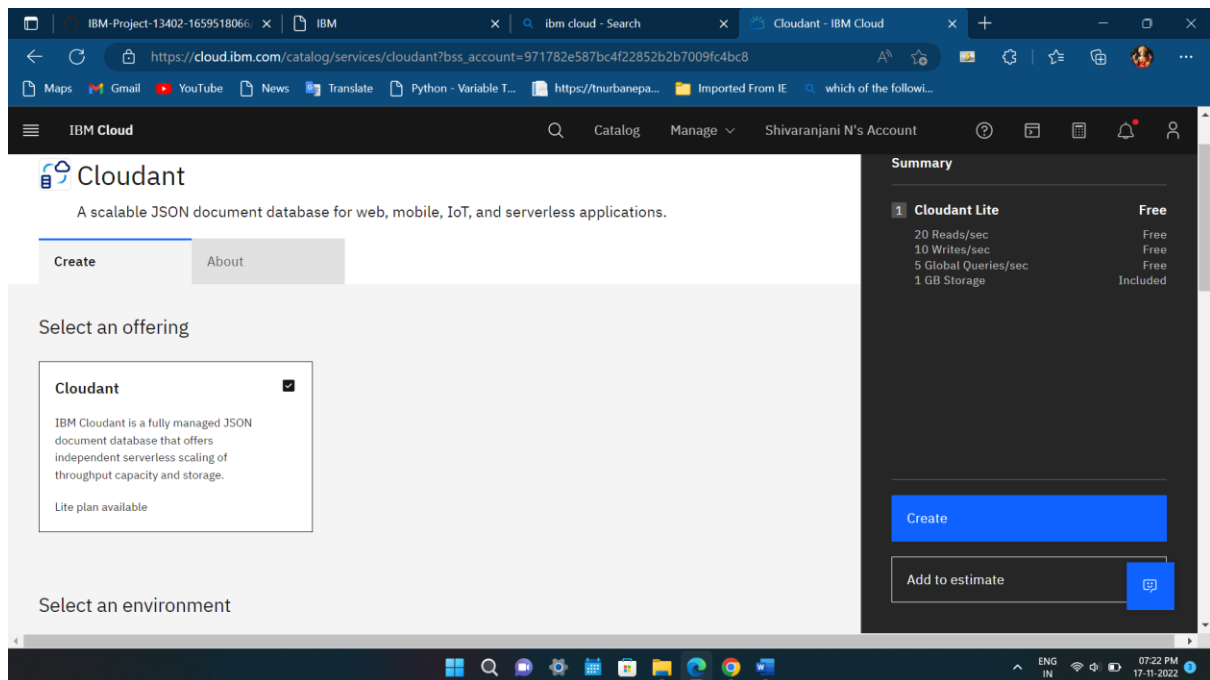 IBM-Project-13402-1659518066
IBM
ibm cloud - Search
Cloudant - IBM Cloud
https://cloud.ibm.com/catalog/services/cloudant?bss_account=971782e587bc4f22852b2b7009fc4bc8
Maps
Gmail
YouTube
News
Translate
Python - Variable T...
https://tnurbanepa...
Imported From IE
which of the followi...
IBM Cloud
Catalog
Manage
Shivaranjani N's Account
Cloudant
A scalable JSON document database for web, mobile, IoT, and serverless applications.
Create
About
Select an offering
Cloudant
IBM Cloudant is a fully managed JSON
document database that offers
independent serverless scaling of
throughput capacity and storage.
Lite plan available
Select an environment
Summary
1 Cloudant Lite Free
20 Reads/sec Free
10 Writes/sec Free
5 Global Queries/sec Free
1 GB Storage Included
Create
Add to estimate
ENG
IN
07:22 PM
17-11-2022
3